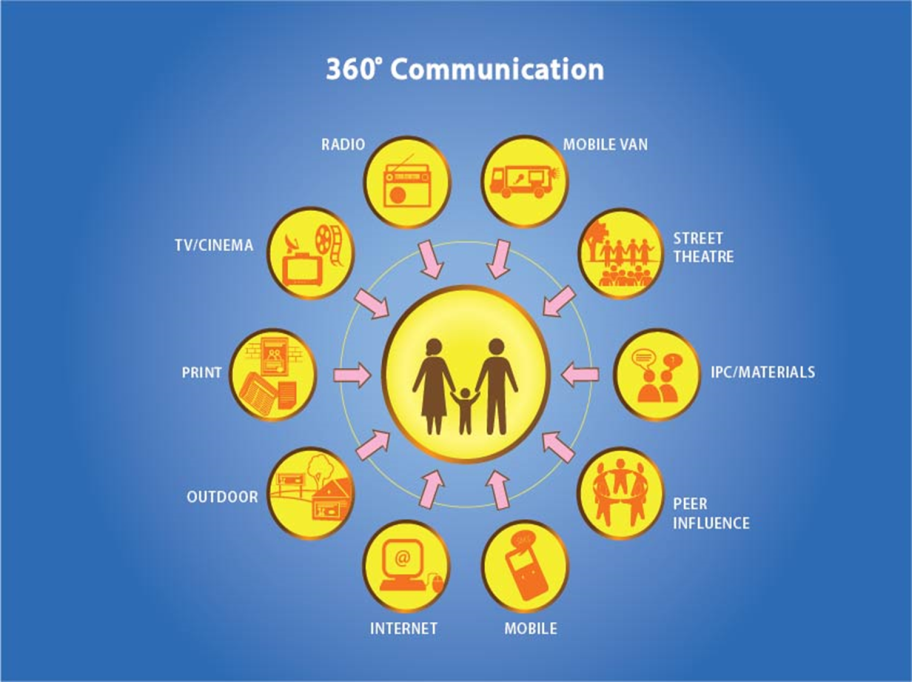 360° Communication
RADIO
MOBILE VAN
TV/CINEMA
STREET
THEATRE
PRINT
IPC/MATERIALS
OUTDOOR
PEER
INFLUENCE
@
INTERNET
MOBILE